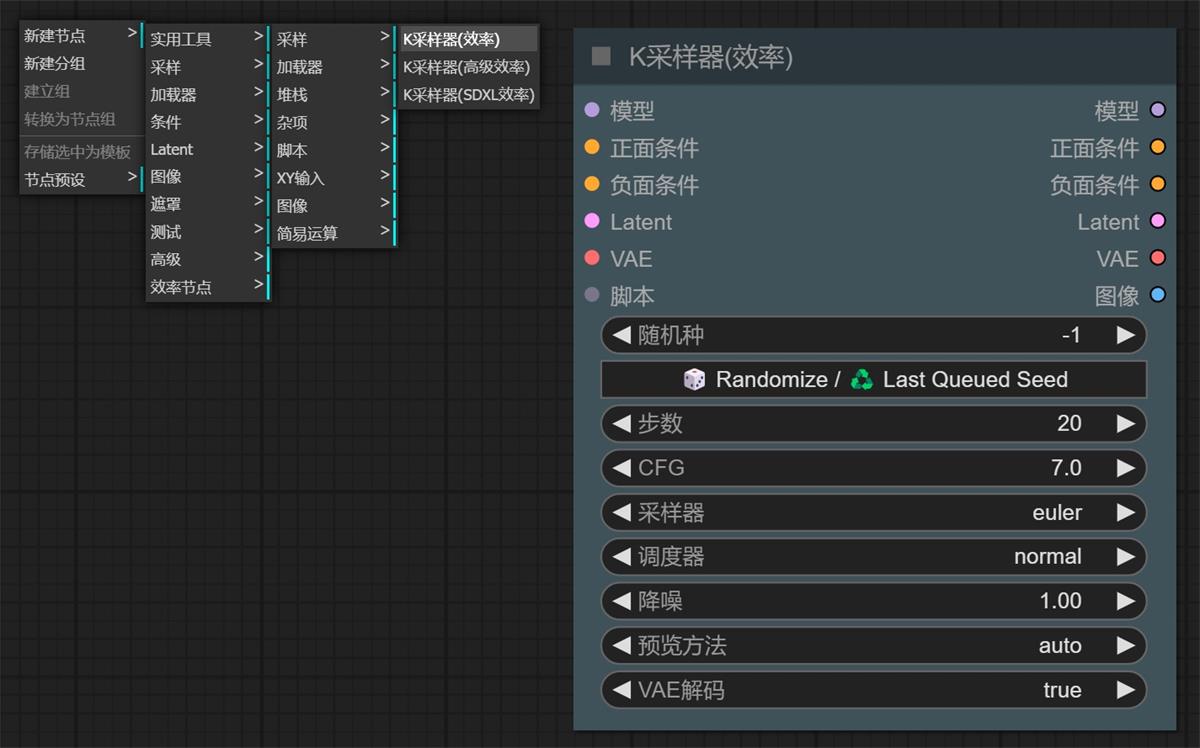 新建节点
新建分组
建立组
转换为节点组
存储选中为模板
节点预设
实用工具
采样
加载器
条件
Latent
图像
遮罩
测试
高级
效率节点
采样
加载器
堆栈
杂项
脚本
XY输入
图像
简易运算
K采样器(效率)
K采样器(高级效率)
K采样器(SDXL效率)
K采样器(效率)
模型 模型
正面条件 正面条件
负面条件 负面条件
Latent Latent
VAE VAE
脚本 图像
随机种 -1
Randomize / Last Queued Seed
步数 20
CFG 7.0
采样器 euler
调度器 normal
降噪 1.00
预览方法 auto
VAE解码 true